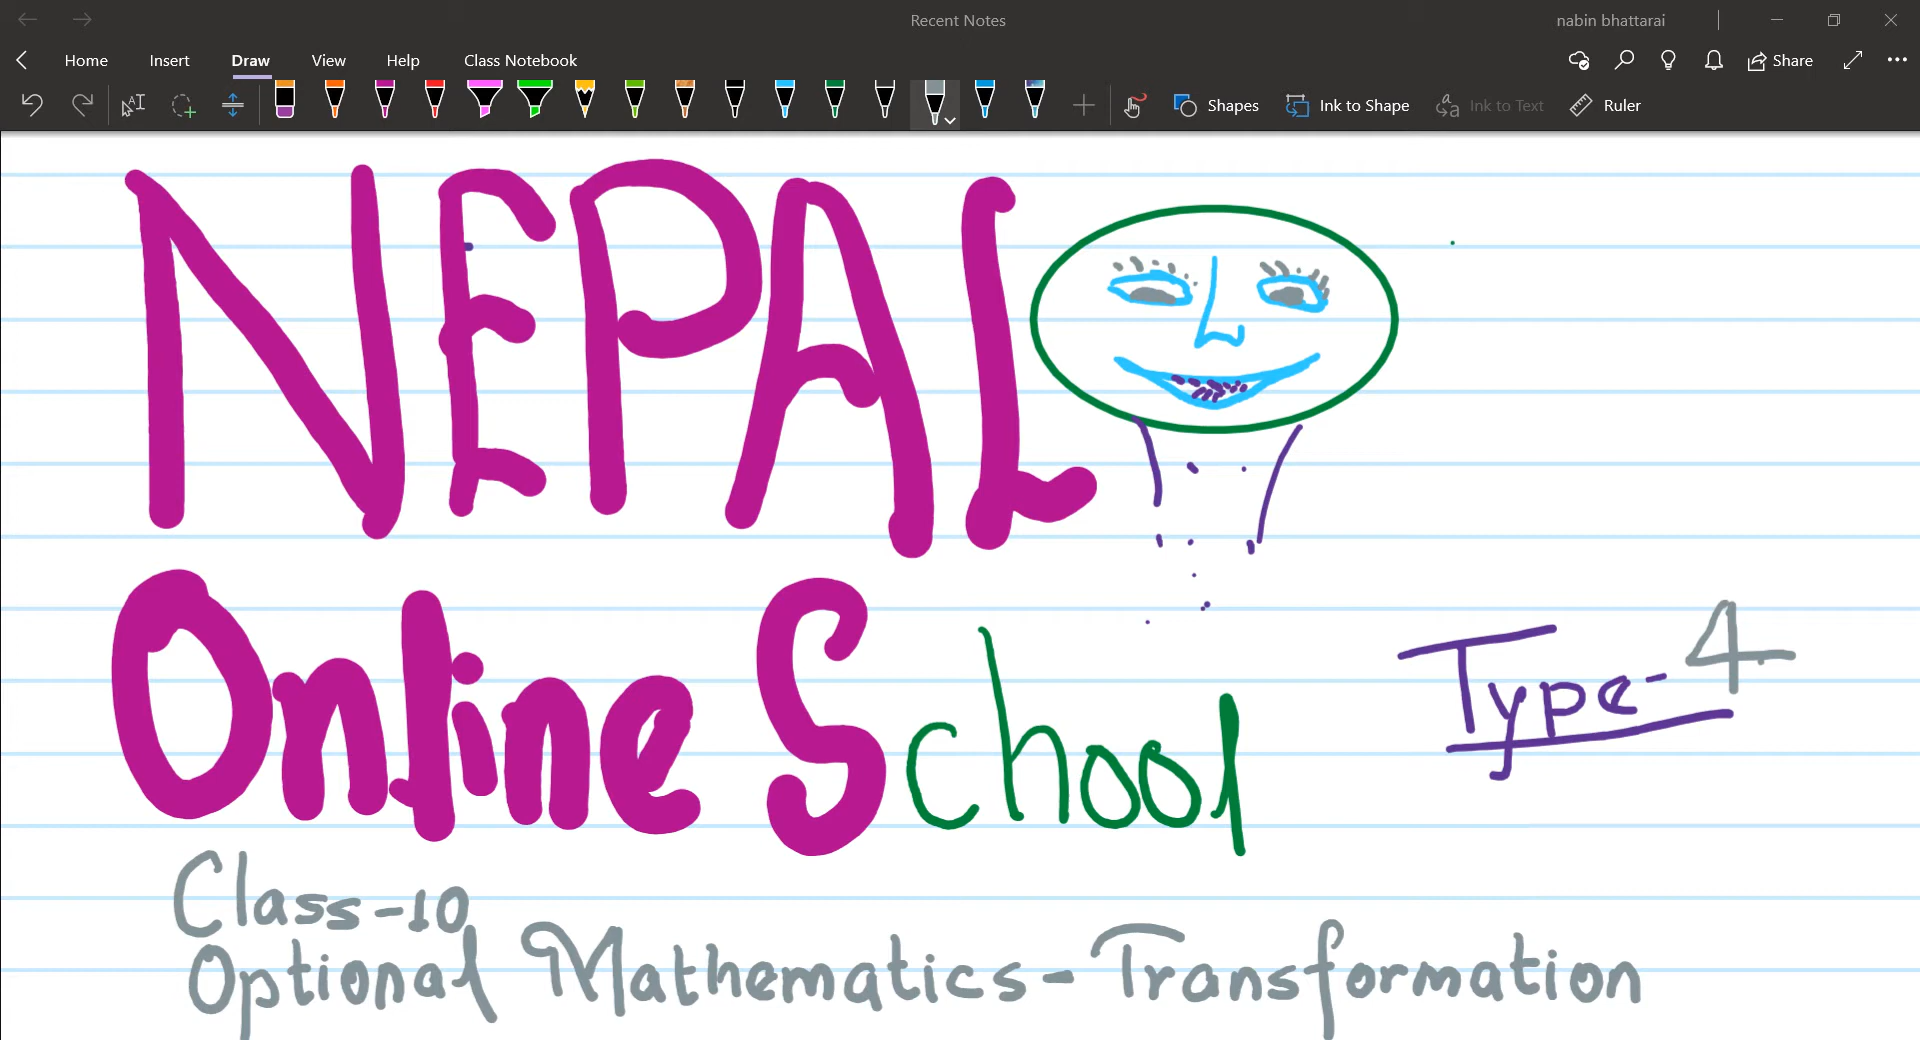 Recent Notes
nabin bhattarai
Home Insert Draw View Help Class Notebook
Share
Shapes Ink to Shape Ink to Text Ruler
NEPAL
Online School
Type-4
Class-10
Optional Mathematics-Transformation